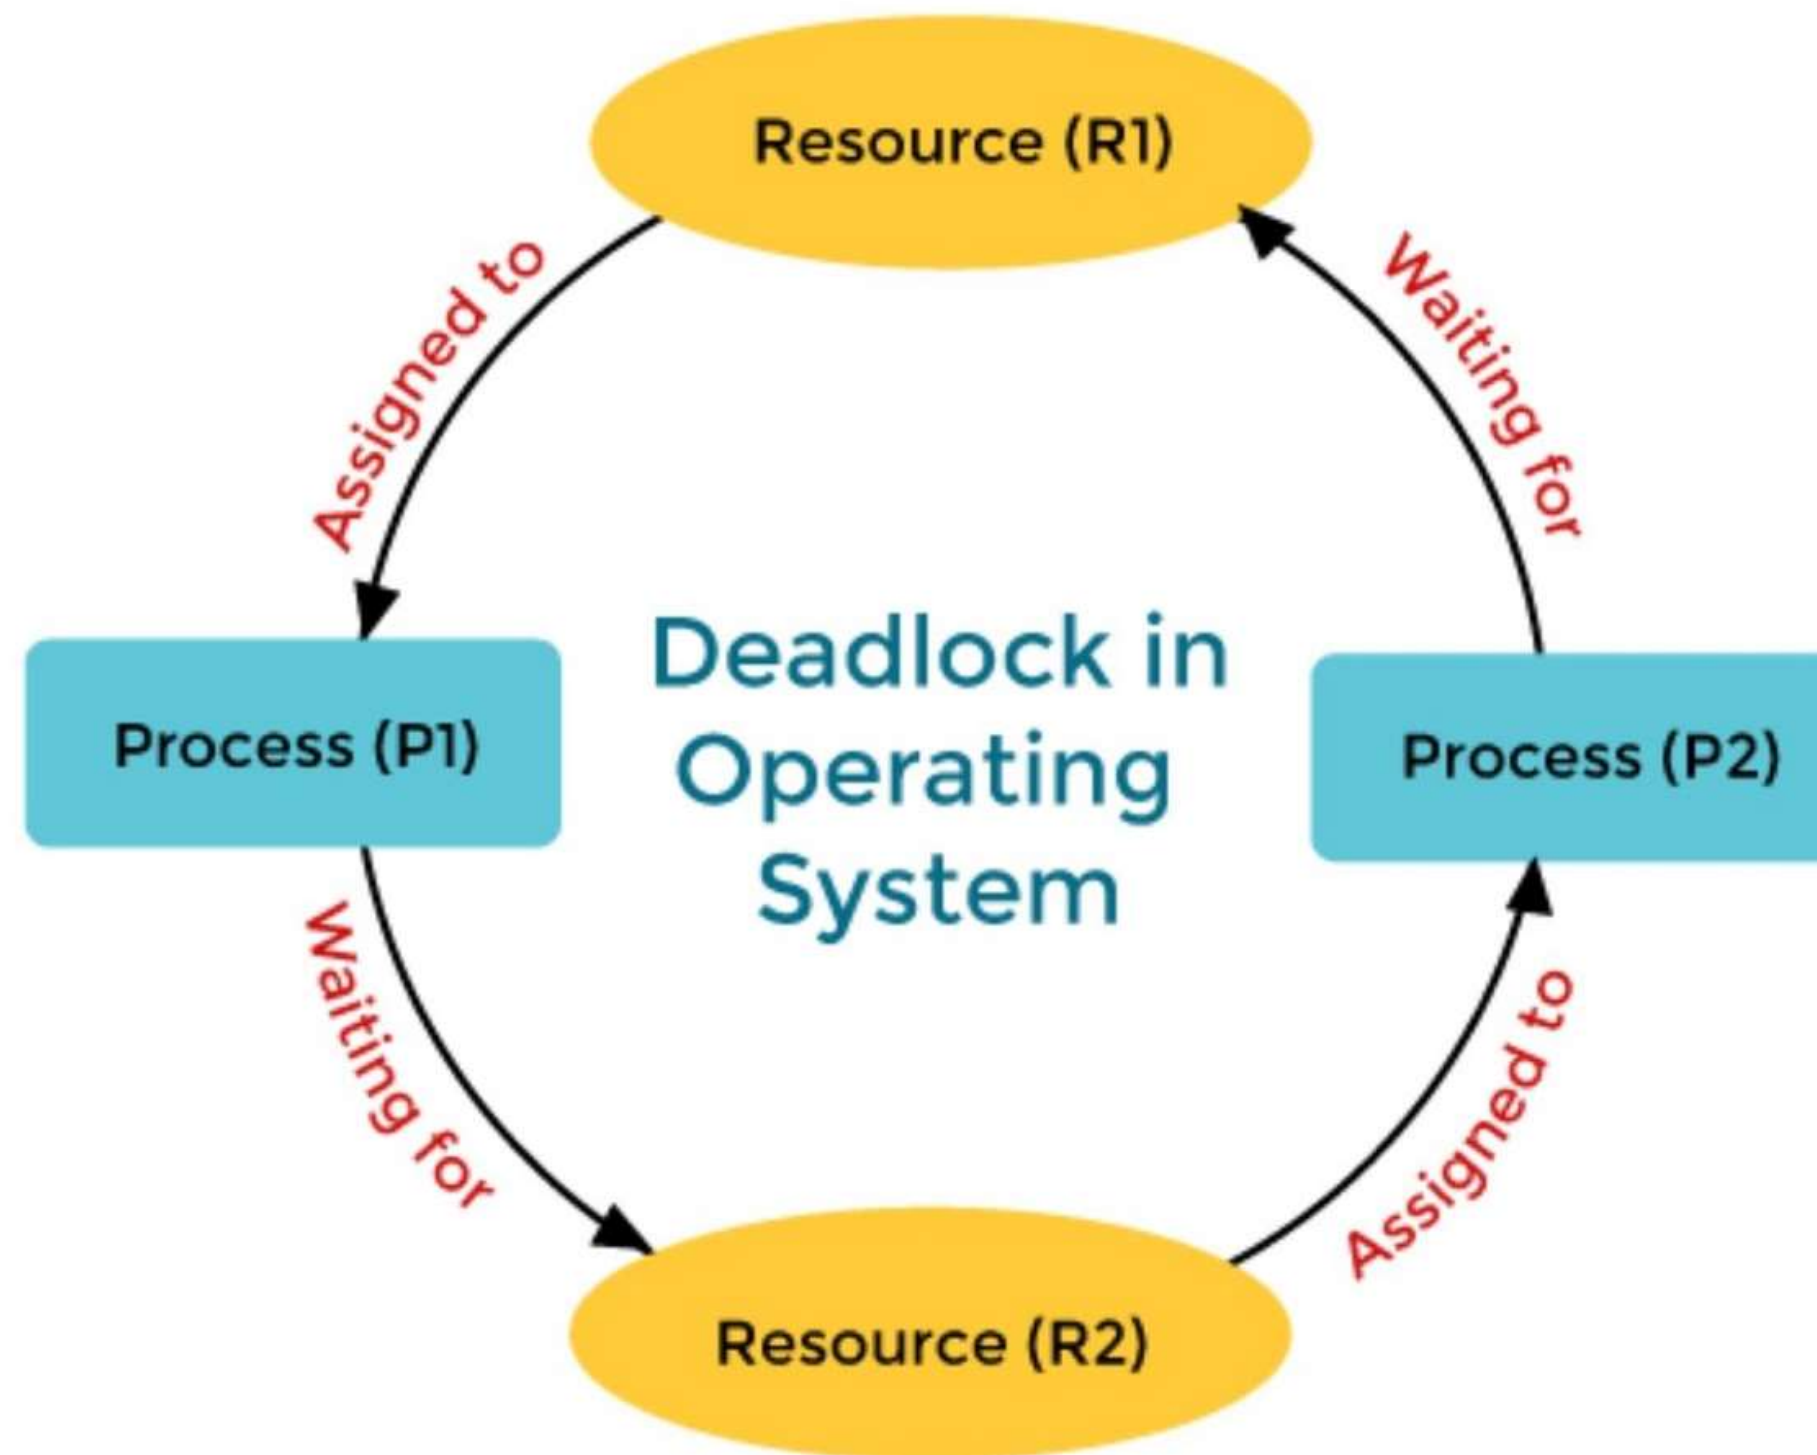 Resource (R1)
Assigned to
Waiting for
Process (P1)
Deadlock in
Operating
System
Process (P2)
Waiting for
Assigned to
Resource (R2)